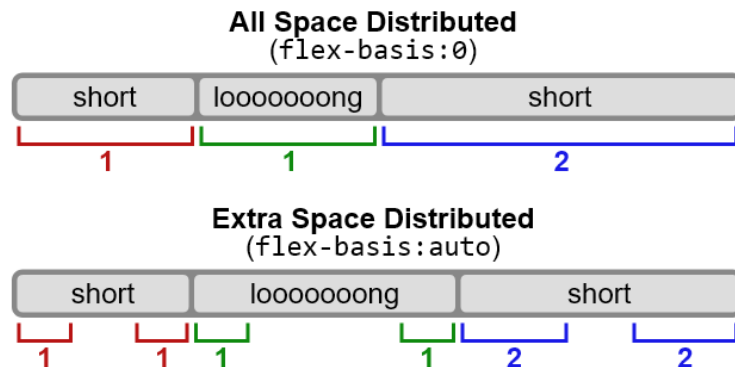 All Space Distributed
(flex-basis:0)
short looooooong short
1 1 2
Extra Space Distributed
(flex-basis:auto)
short looooooong short
1 1 1 1 2 2